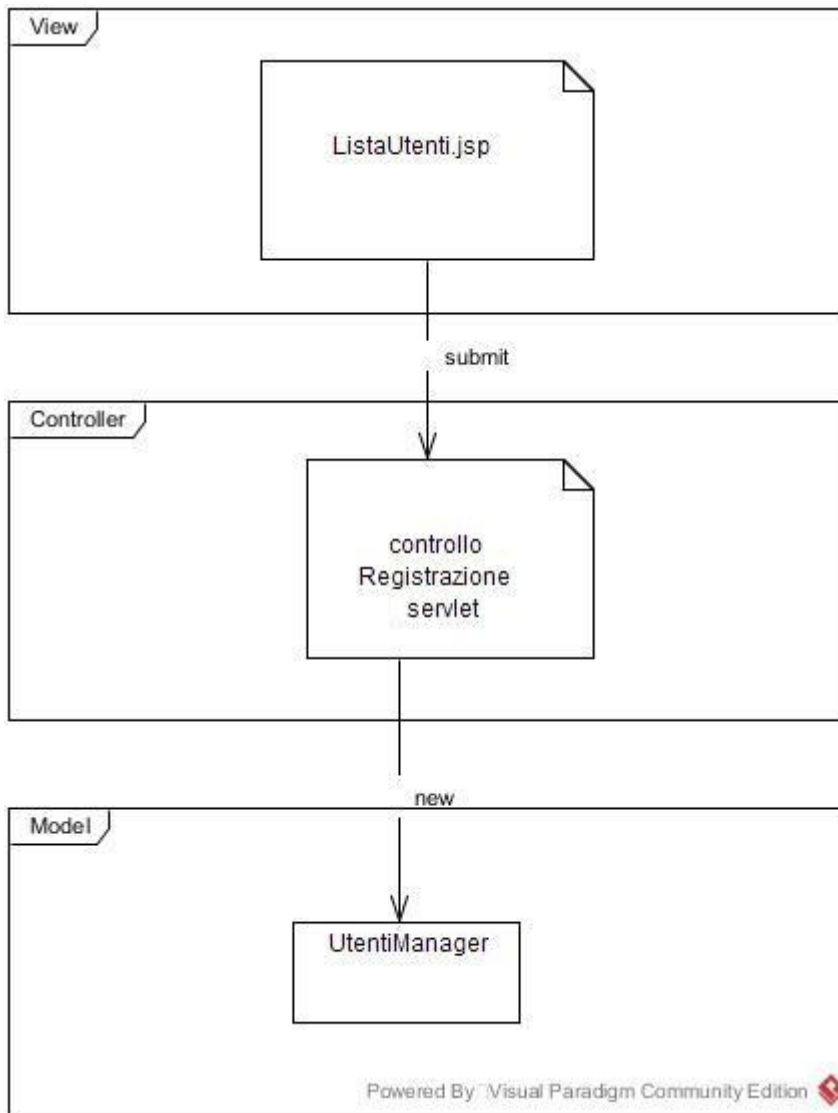 View
ListaUtenti.jsp
submit
Controller
controllo
Registrazione
servlet
new
Model
UtentiManager
Powered By Visual Paradigm Community Edition